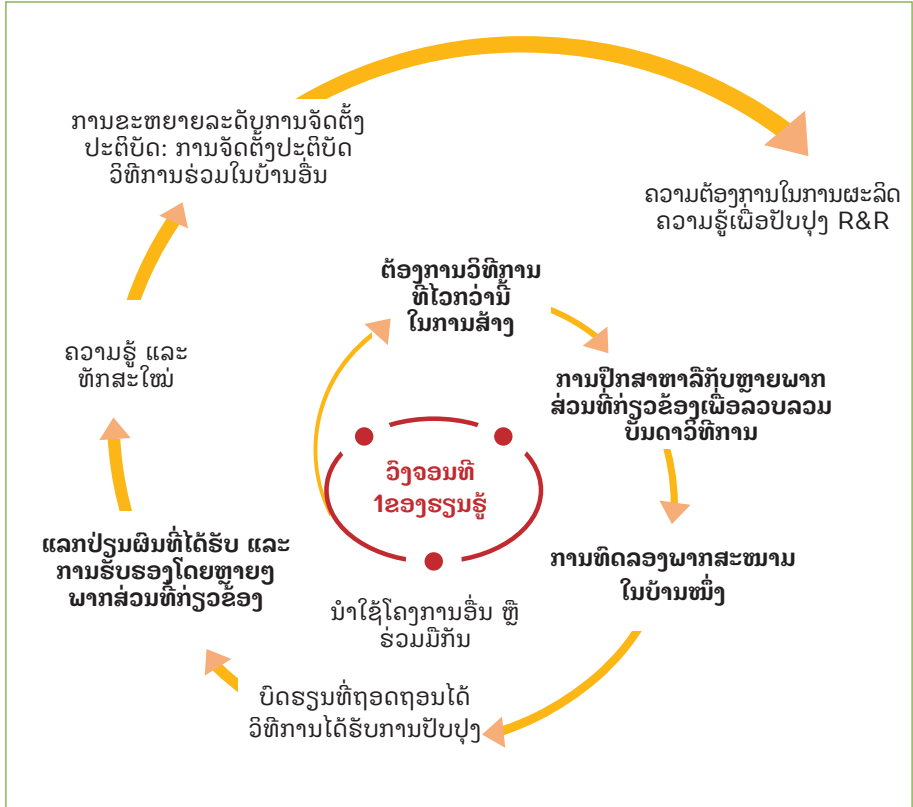 ການຂະຫຍາຍລະດັບການຈັດຕັ້ງ
ປະຕິບັດ: ການຈັດຕັ້ງປະຕິບັດ
ວິທີການຮ່ວມໃນບ້ານອື່ນ
ຄວາມຕ້ອງການໃນການຜະລິດ
ຄວາມຮູ້ເພື່ອປັບປຸງ R&R
ຕ້ອງການວິທີການ
ທີ່ໄວກວ່ານີ້
ໃນການສ້າງ
ຄວາມຮູ້ ແລະ
ທັກສະໃໝ່
ການປຶກສາຫາລືກັບຫຼາຍພາກ
ສ່ວນທີ່ກ່ຽວຂ້ອງເພື່ອລວບລວມ
ບັນດາວິທີການ
ວົງຈອນທີ
1ຂອງຮຽນຮູ້
ແລກປ່ຽນຜົນທີ່ໄດ້ຮັບ ແລະ
ການຮັບຮອງໂດຍຫຼາຍໆ
ພາກສ່ວນທີ່ກ່ຽວຂ້ອງ
ການທົດລອງພາກສະໜາມ
ໃນບ້ານໜຶ່ງ
ນຳໃຊ້ໂຄງການອື່ນ ຫຼື
ຮ່ວມມືກັນ
ບົດຮຽນທີ່ຖອດຖອນໄດ້
ວິທີການໄດ້ຮັບການປັບປຸງ